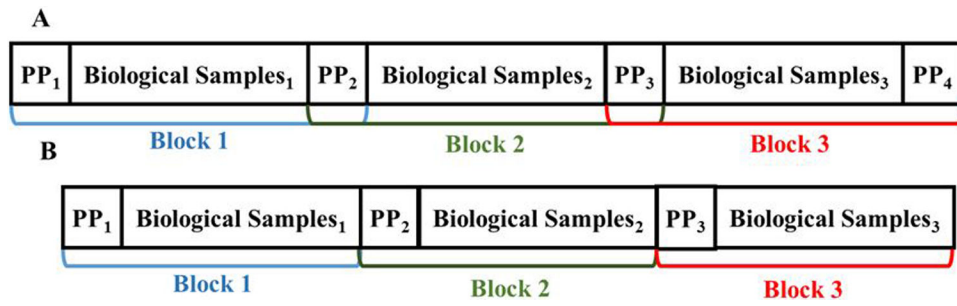 A
PP₁ Biological Samples₁ PP₂ Biological Samples₂ PP₃ Biological Samples₃ PP₄
Block 1 Block 2 Block 3
B
PP₁ Biological Samples₁ PP₂ Biological Samples₂ PP₃ Biological Samples₃
Block 1 Block 2 Block 3